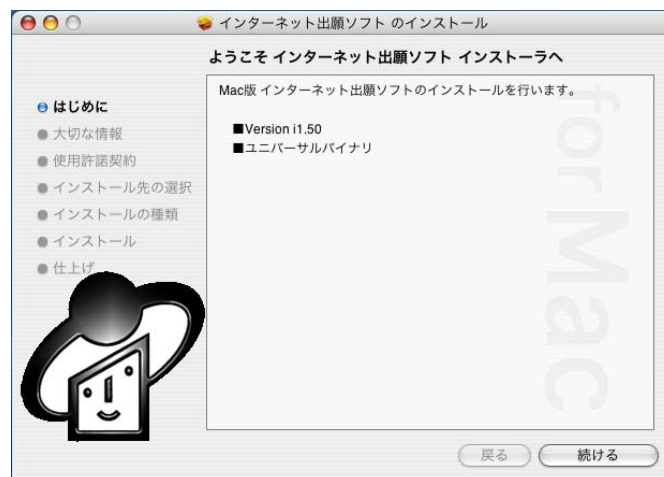 インターネット出願ソフト のインストール
ようこそ インターネット出願ソフト インストーラへ
はじめに
大切な情報
使用許諾契約
インストール先の選択
インストールの種類
インストール
仕上げ
Mac版 インターネット出願ソフトのインストールを行います。
■Version i1.50
■ユニバーサルバイナリ
for Mac
戻る
続ける